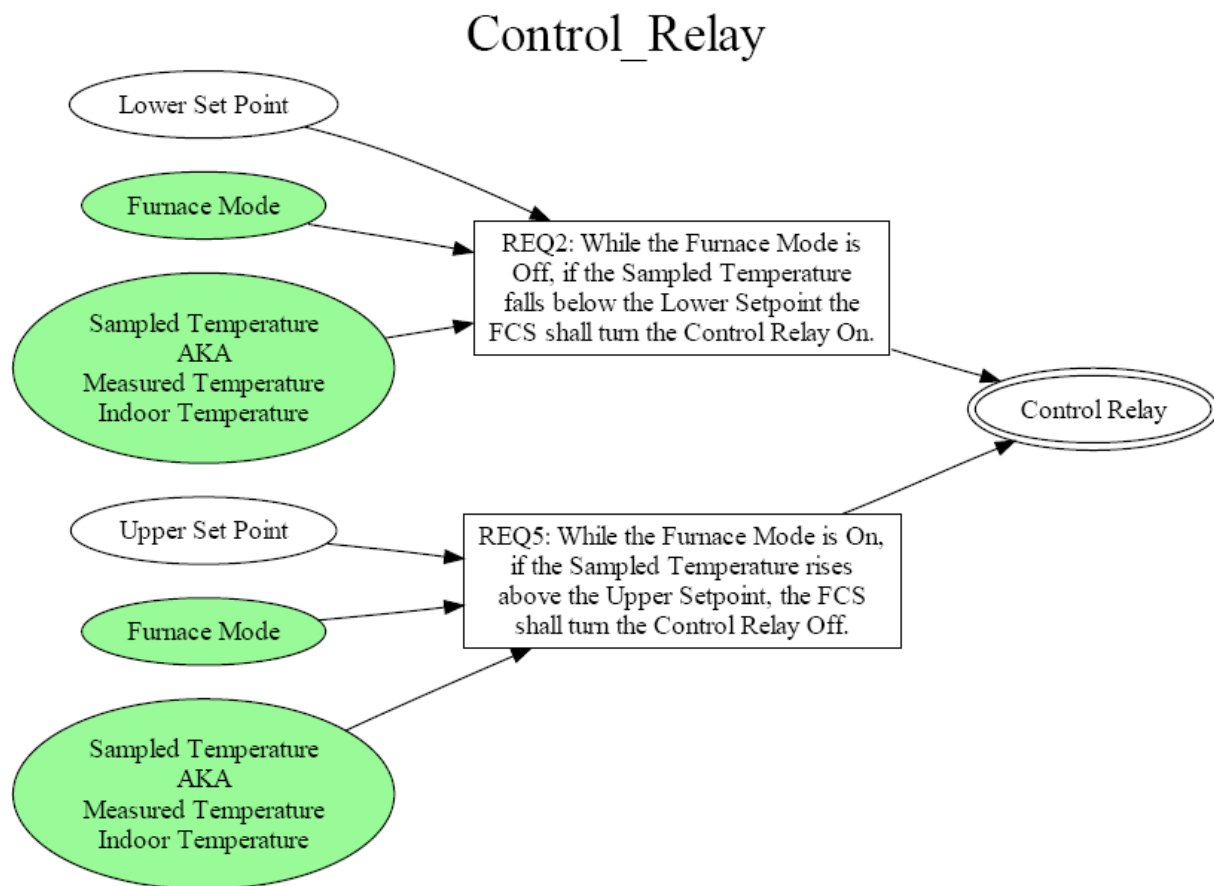 Control_Relay
Lower Set Point
Furnace Mode
REQ2: While the Furnace Mode is
Off, if the Sampled Temperature
falls below the Lower Setpoint the
FCS shall turn the Control Relay On.
Sampled Temperature
AKA
Measured Temperature
Indoor Temperature
Control Relay
Upper Set Point
REQ5: While the Furnace Mode is On,
if the Sampled Temperature rises
above the Upper Setpoint, the FCS
shall turn the Control Relay Off.
Furnace Mode
Sampled Temperature
AKA
Measured Temperature
Indoor Temperature